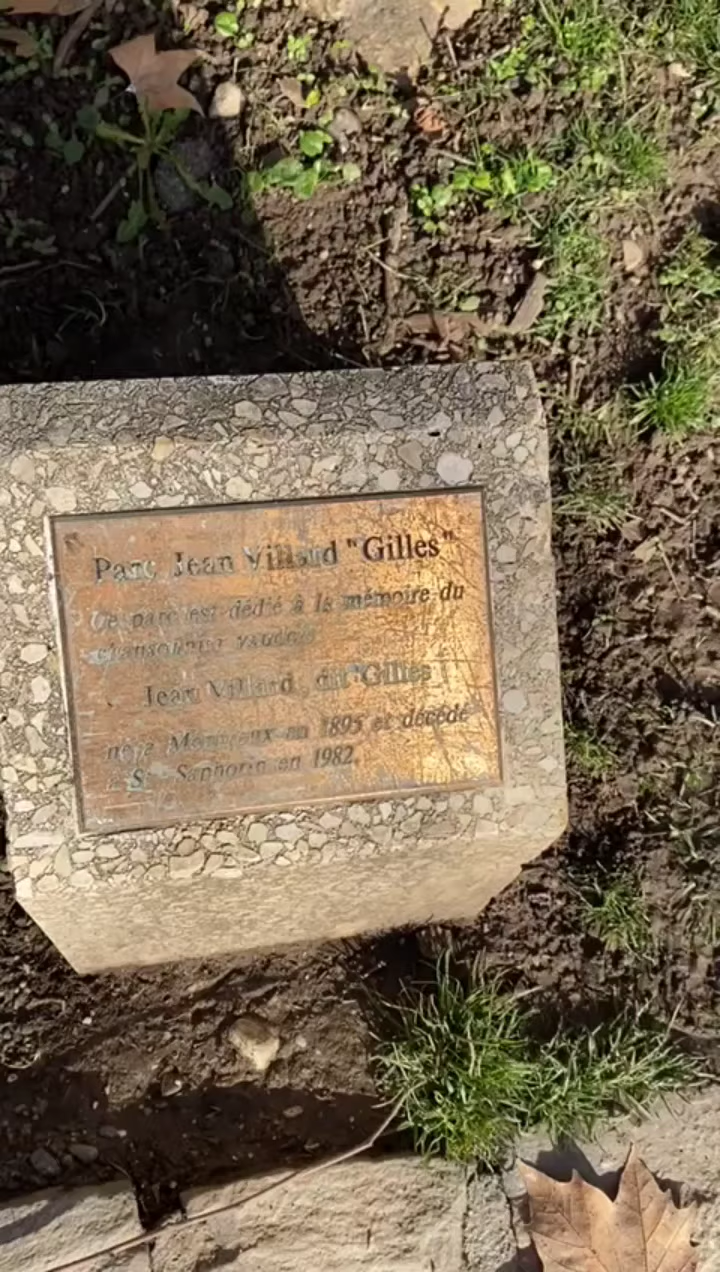 Parc Jean Villard "Gilles"
Ce parc est dédié à la mémoire du
chansonnier vaudois
Jean Villard, dit "Gilles"
né à Montreux en 1895 et décédé
St. Saphorin en 1982.